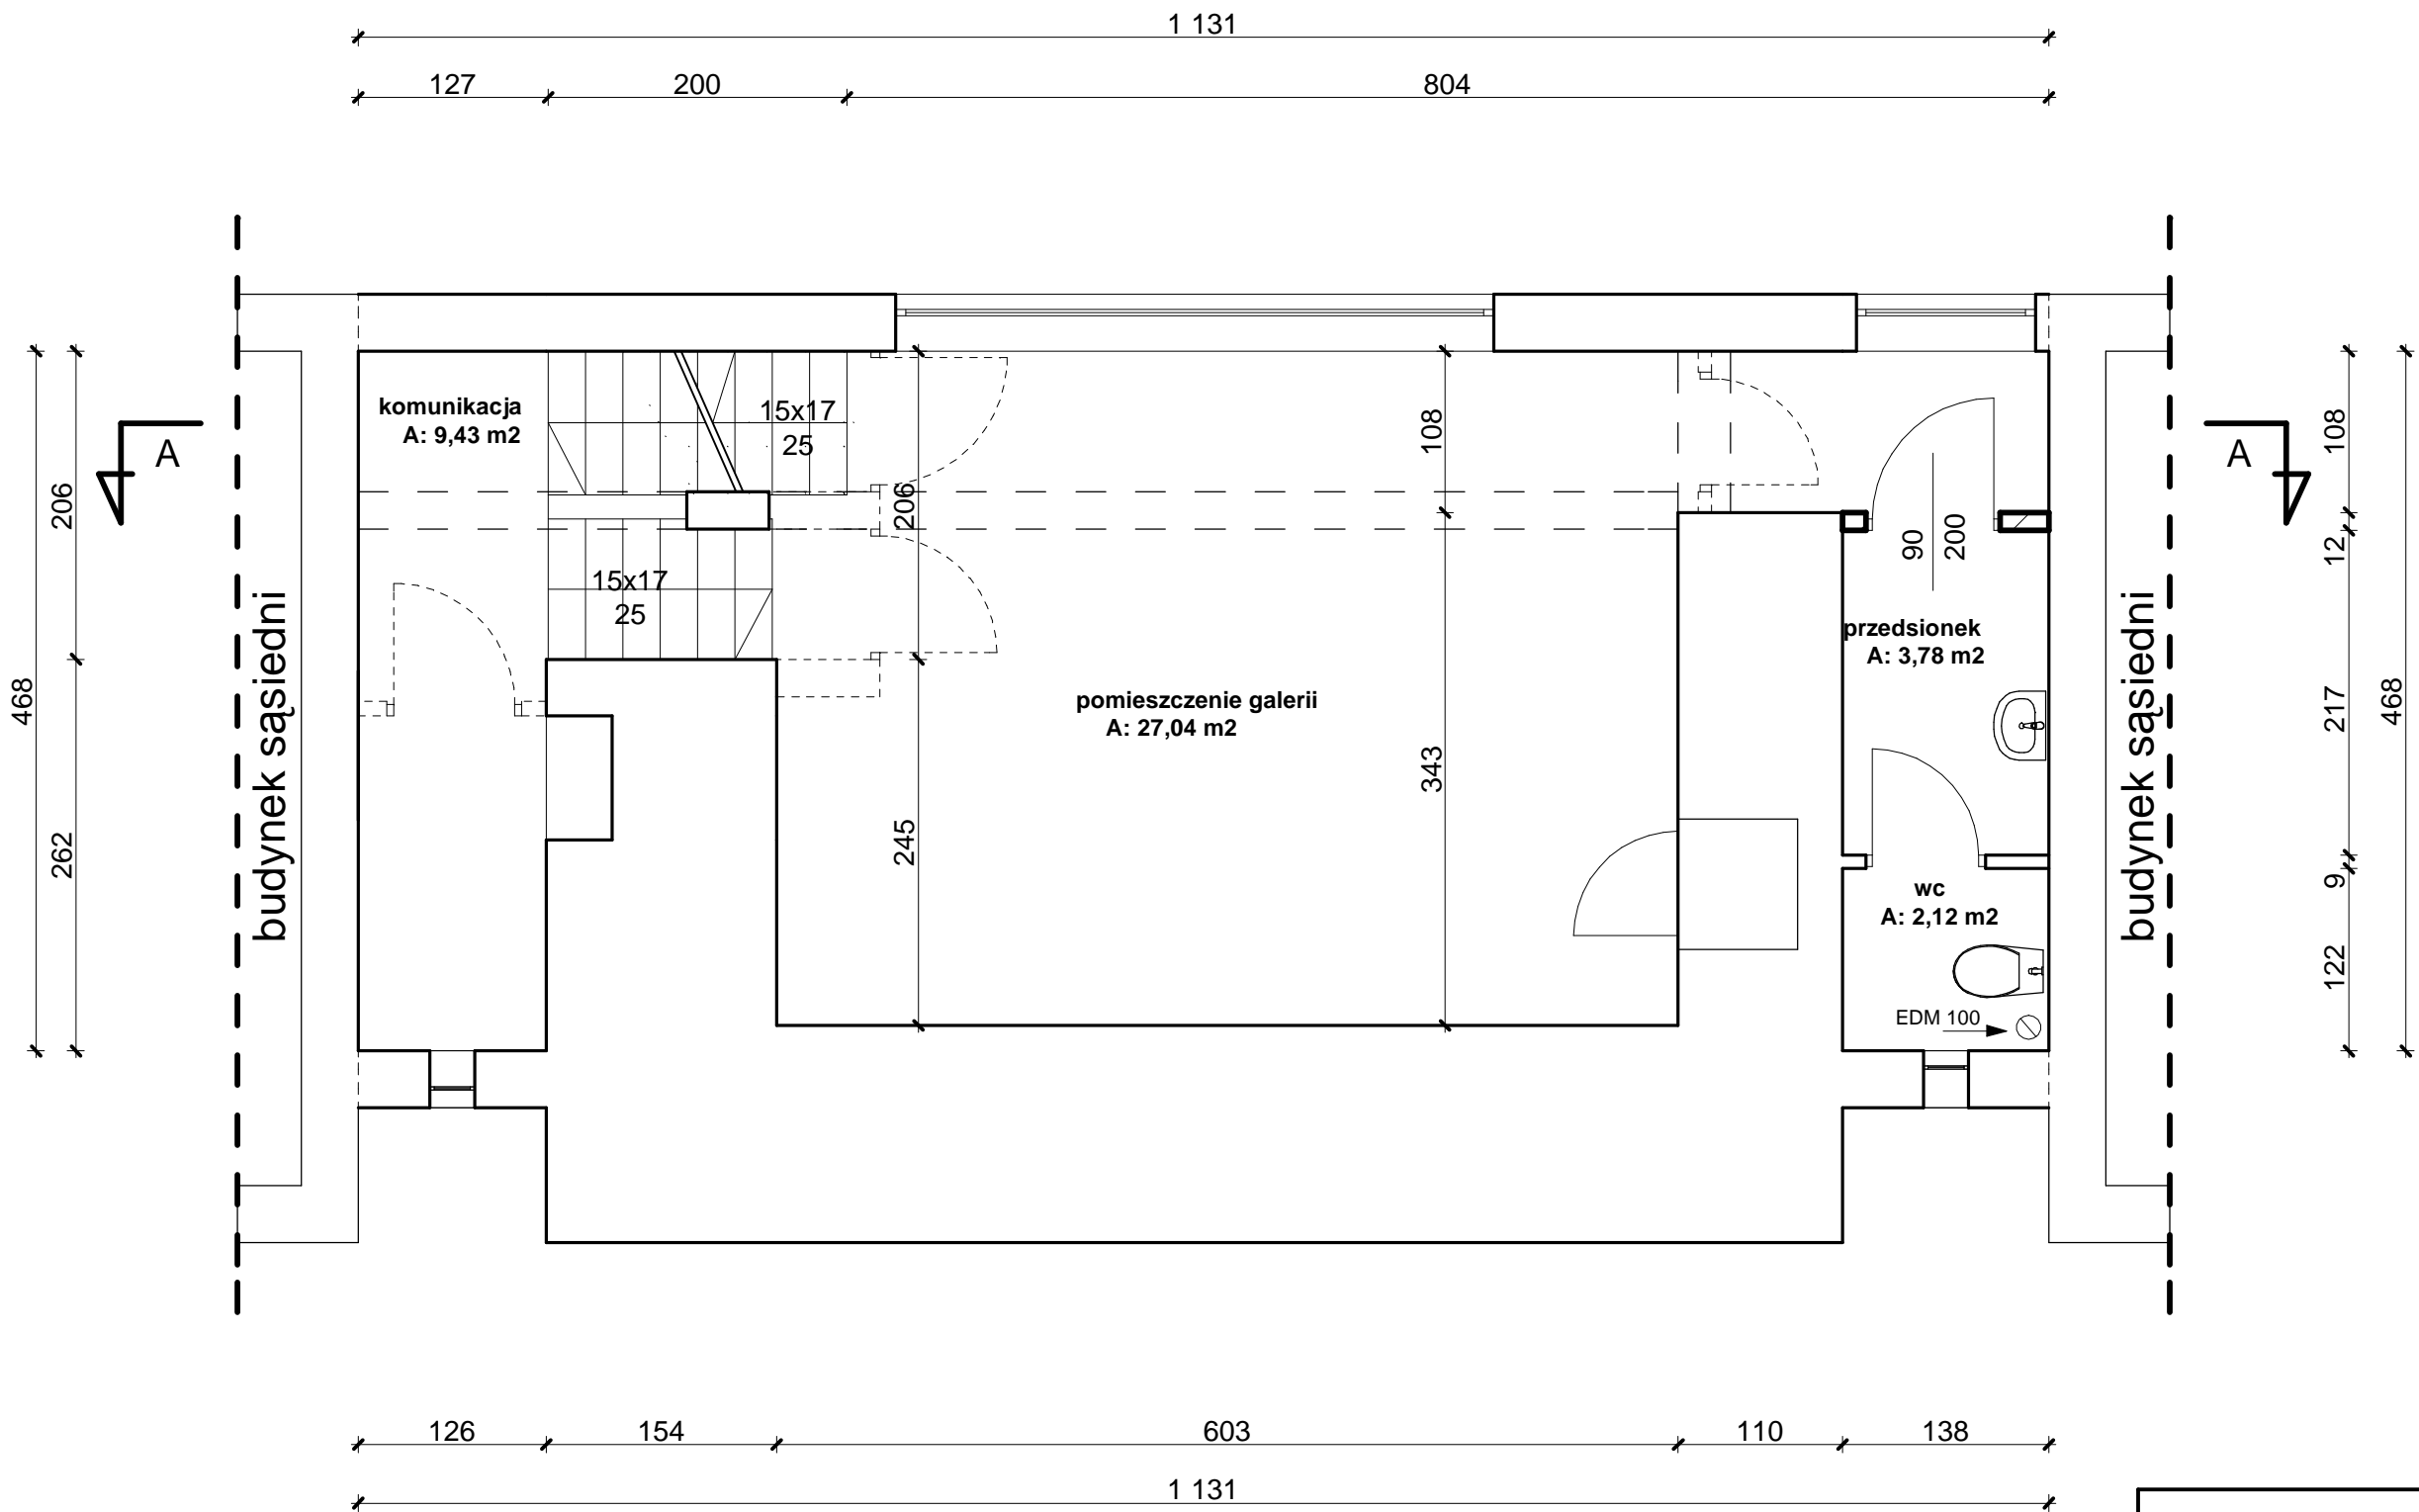 1 131
127
200
804
komunikacja
A: 9,43 m2
15x17
25
15x17
25
A
A
206
262
468
budynek sąsiedni
206
245
108
343
pomieszczenie galerii
A: 27,04 m2
90
200
przedsionek
A: 3,78 m2
wc
A: 2,12 m2
EDM 100
budynek sąsiedni
108
12
217
9
122
468
126
154
603
110
138
1 131